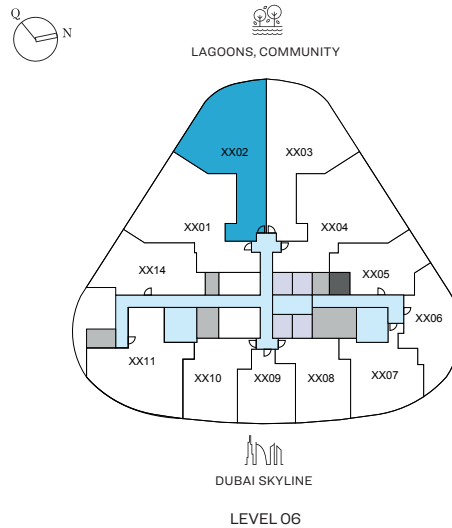 Q
N
LAGOONS, COMMUNITY
XX02
XX03
XX01
XX04
XX14
XX05
XX06
XX11
XX10
XX09
XX08
XX07
DUBAI SKYLINE
LEVEL 06